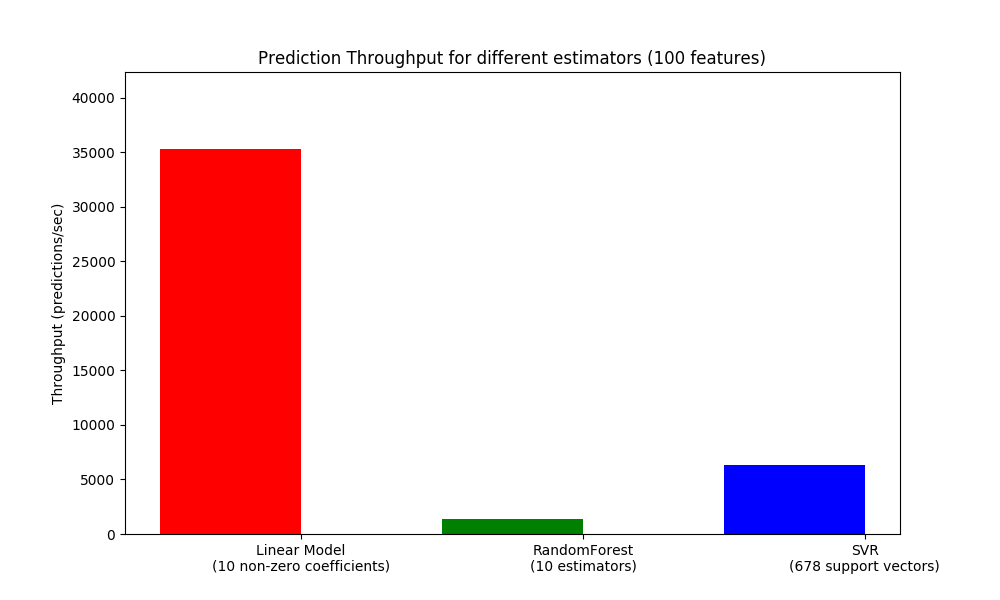 Prediction Throughput for different estimators (100 features)
Throughput (predictions/sec)
40000
35000
30000
25000
20000
15000
10000
5000
0
Linear Model
(10 non-zero coefficients)
RandomForest
(10 estimators)
SVR
(678 support vectors)